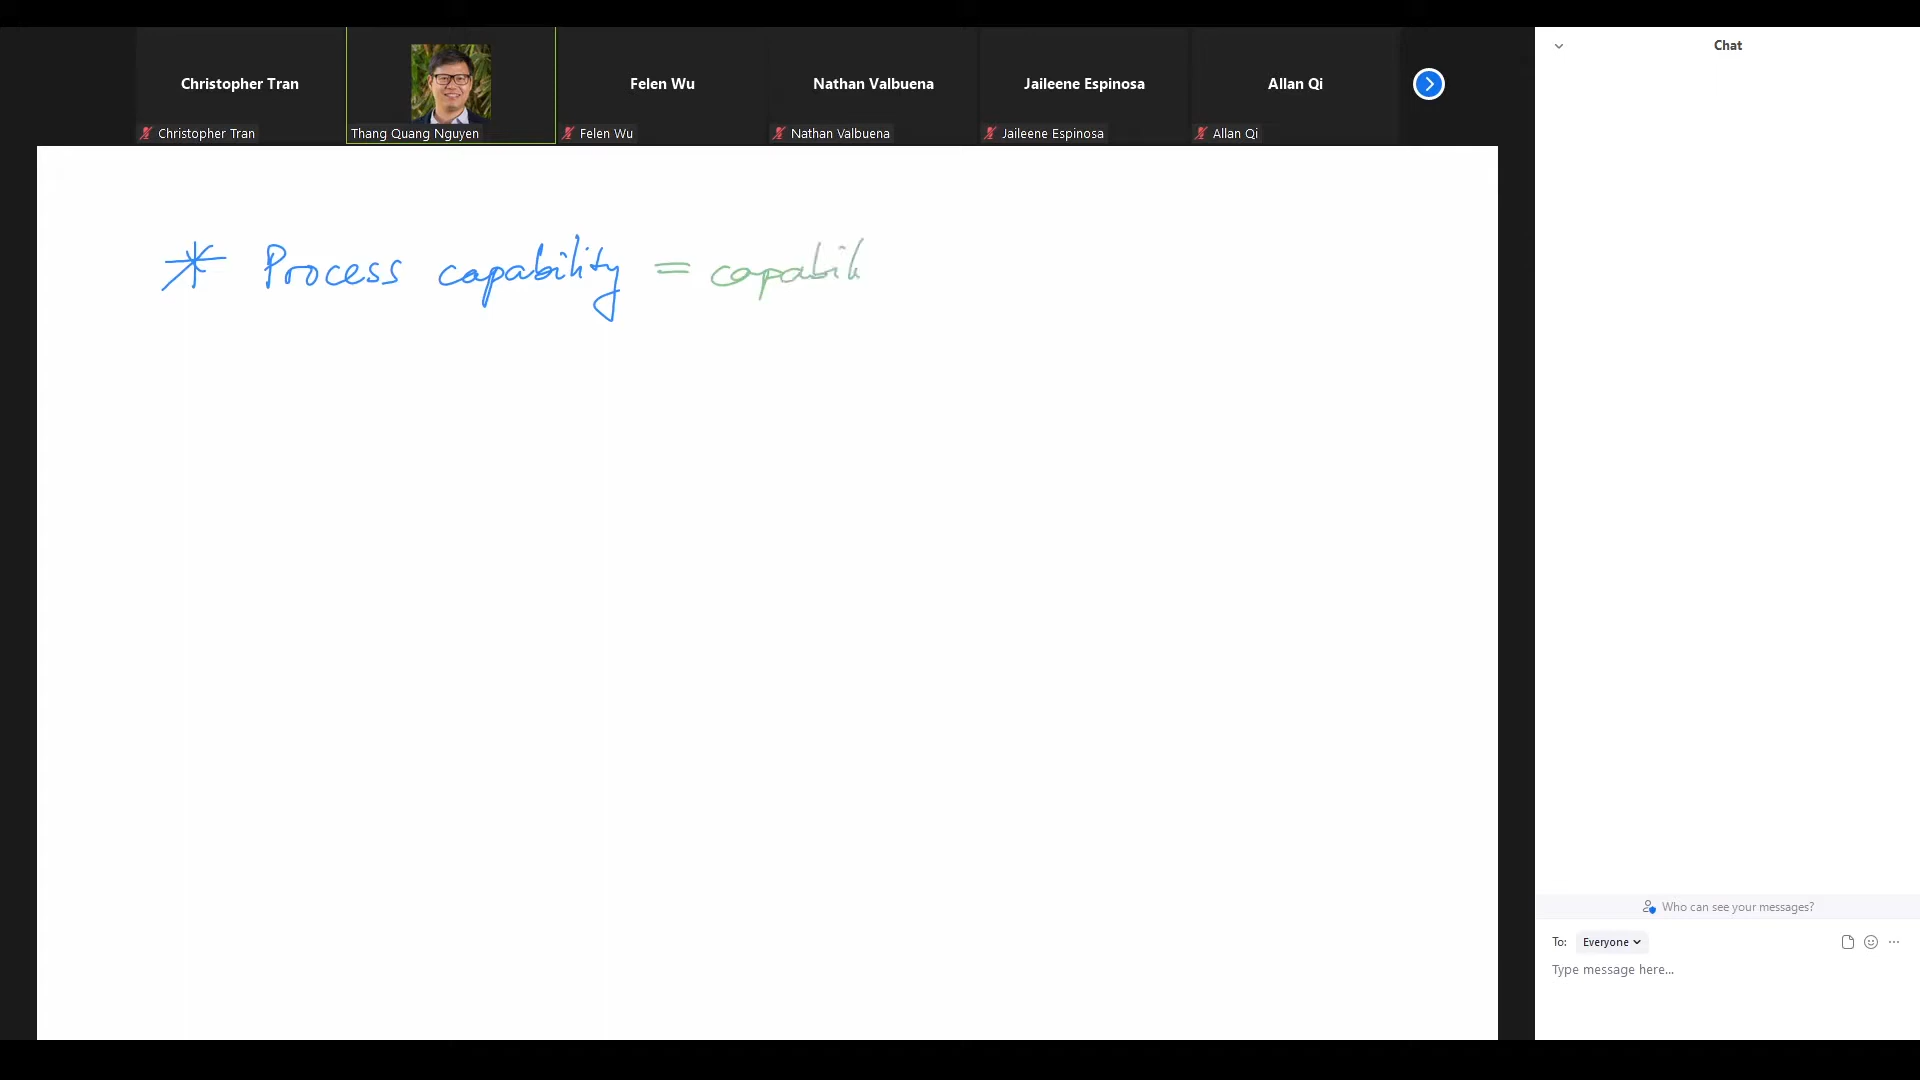 Christopher Tran Felen Wu Nathan Valbuena Jaileene Espinosa Allan Qi
Christopher Tran Thang Quang Nguyen Felen Wu Nathan Valbuena Jaileene Espinosa Allan Qi
Chat
* Process capability = capabili
Who can see your messages?
To: Everyone
Type message here...